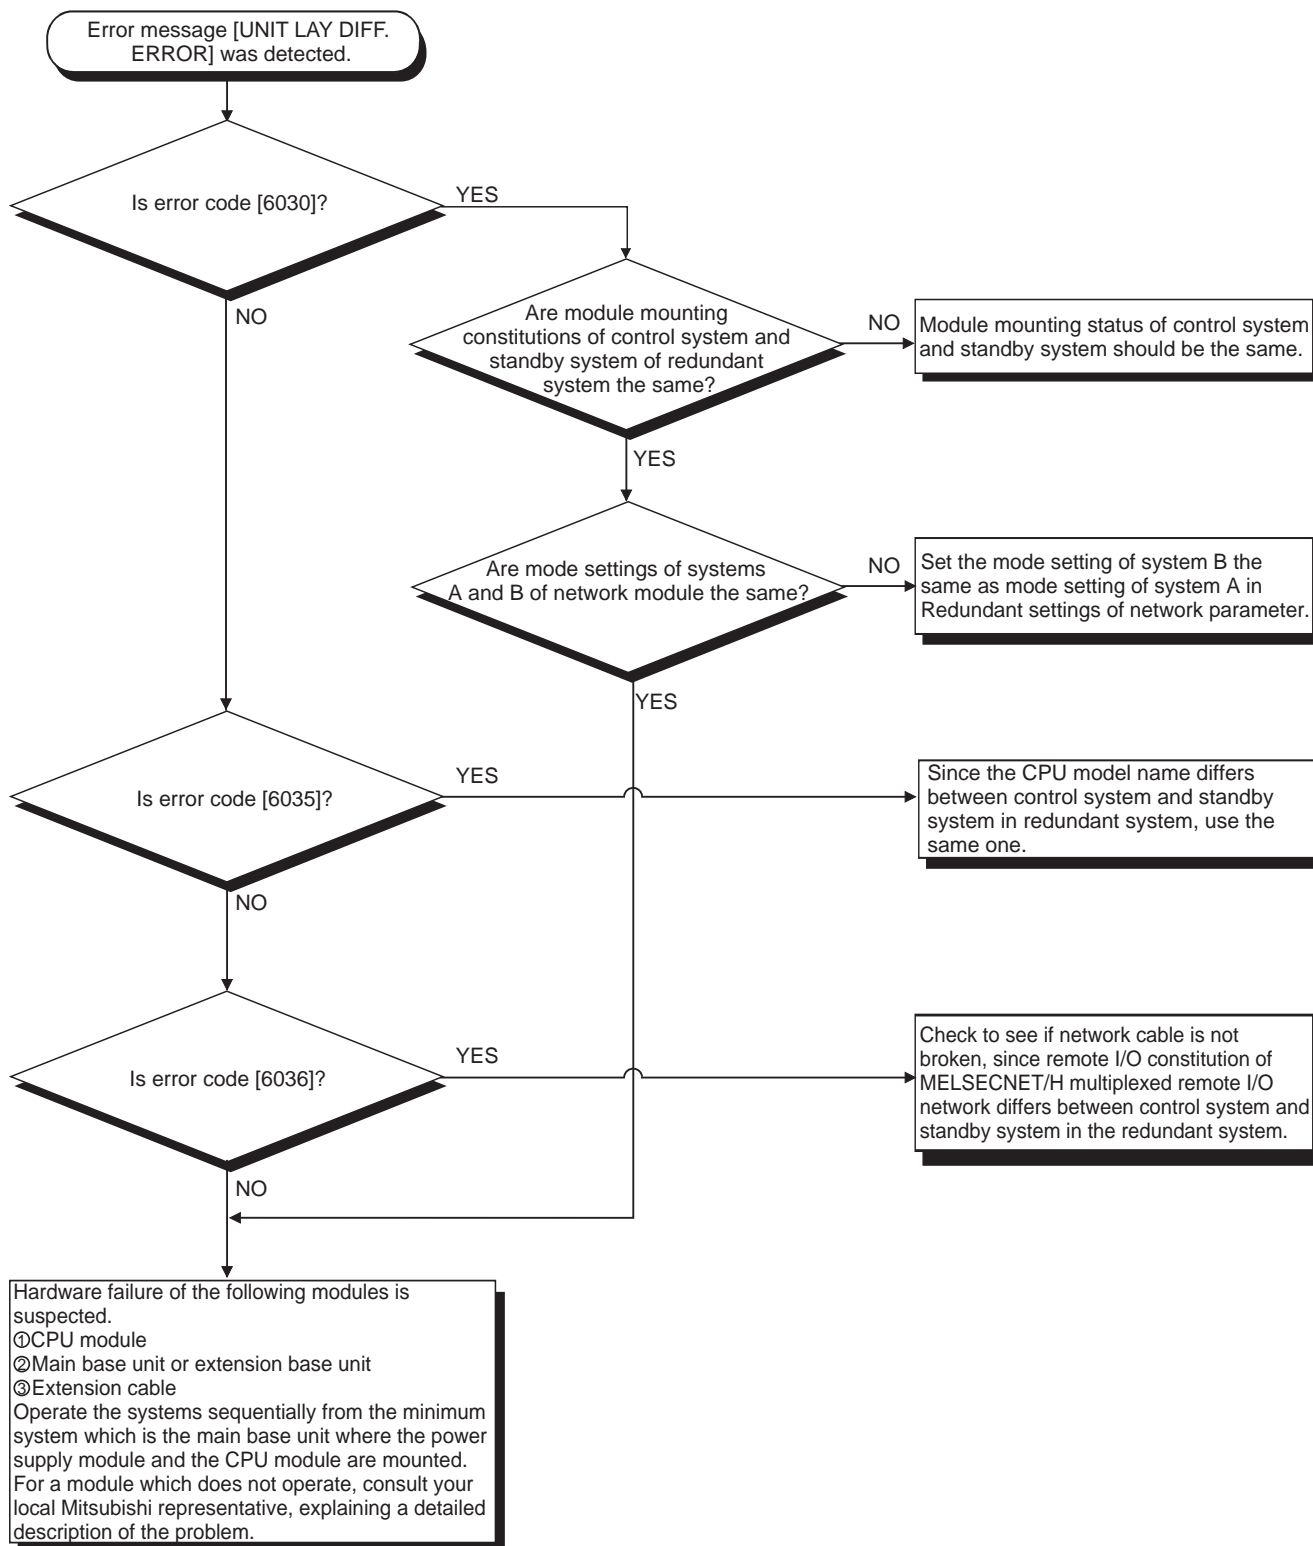 Error message [UNIT LAY DIFF.
ERROR] was detected.
Is error code [6030]?
YES
NO
Are module mounting
constitutions of control system and
standby system of redundant
system the same?
NO
Module mounting status of control system
and standby system should be the same.
YES
Are mode settings of systems
A and B of network module the same?
NO
Set the mode setting of system B the
same as mode setting of system A in
Redundant settings of network parameter.
YES
Is error code [6035]?
YES
Since the CPU model name differs
between control system and standby
system in redundant system, use the
same one.
NO
Is error code [6036]?
YES
Check to see if network cable is not
broken, since remote I/O constitution of
MELSECNET/H multiplexed remote I/O
network differs between control system and
standby system in the redundant system.
NO
Hardware failure of the following modules is
suspected.
①CPU module
②Main base unit or extension base unit
③Extension cable
Operate the systems sequentially from the minimum
system which is the main base unit where the power
supply module and the CPU module are mounted.
For a module which does not operate, consult your
local Mitsubishi representative, explaining a detailed
description of the problem.